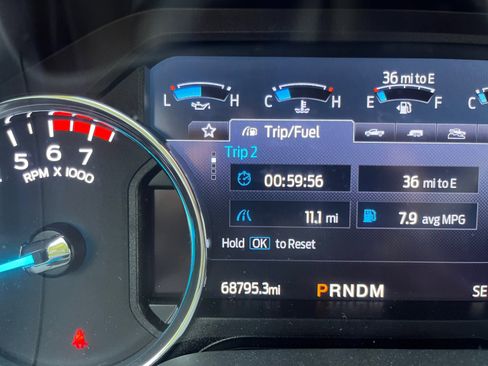 36 mi to E
L H C H E F C
Trip/Fuel
Trip 2
00:59:56 36 mi to E
11.1 mi 7.9 avg MPG
Hold OK to Reset
5 6 7
RPM X 1000
68795.3mi PRNDM SE